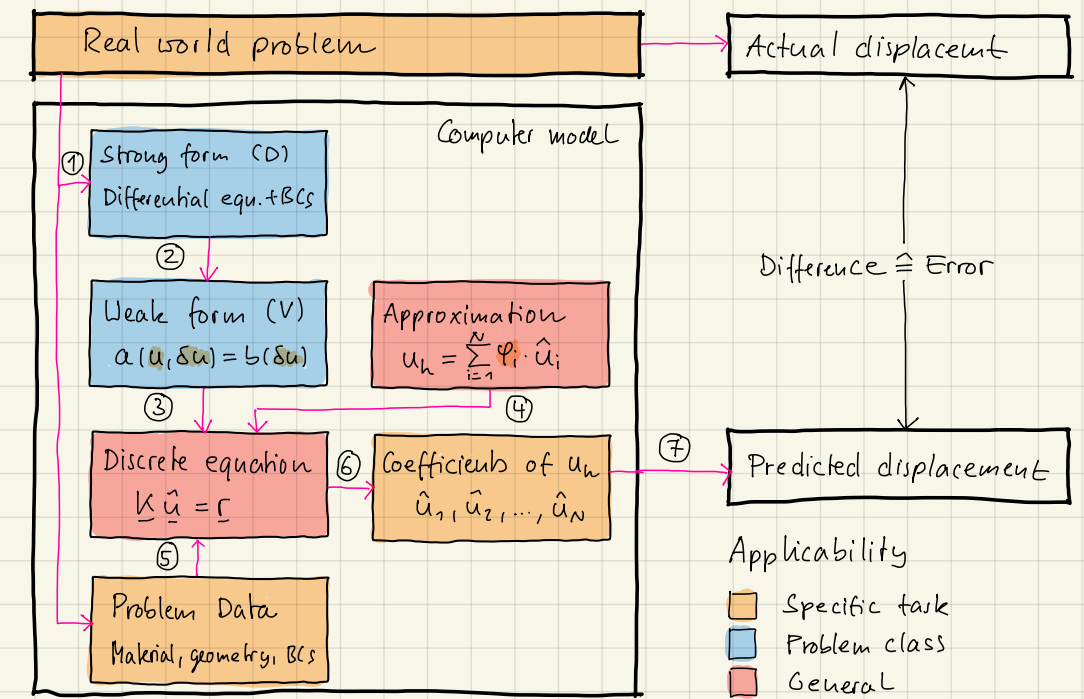 Real world problem
Actual displacemt
Computer model
①
Strong form (D)
Differential equ.+BCs
②
Difference ≙ Error
Weak form (V)
a(u,δu) = b(δu)
Approximation
u_h = ∑_{i=1}^{N} φ_i · û_i
③
④
Discrete equation
K û = r
⑥
Coefficients of u_h
û_1, û_2, ..., û_N
⑦
Predicted displacement
⑤
Problem Data
Material, geometry, BCs
Applicability
Specific task
Problem class
General